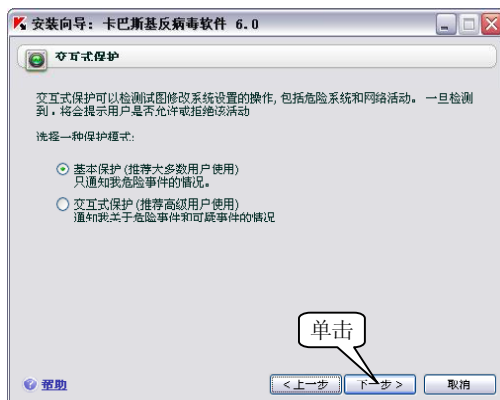 安装向导：卡巴斯基反病毒软件 6.0
交互式保护
交互式保护可以检测试图修改系统设置的操作，包括危险系统和网络活动。 一旦检测
到，将会提示用户是否允许或拒绝该活动
选择一种保护模式：
基本保护（推荐大多数用户使用）
只通知我危险事件的情况。
交互式保护（推荐高级用户使用）
通知我关于危险事件和可疑事件的情况
单击
帮助
<上一步
下一步>
取消